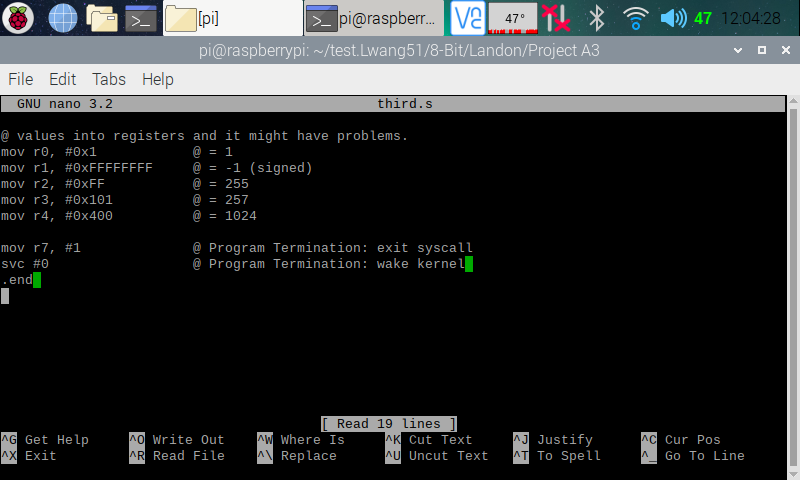 [pi] pi@raspberr... V2 47° 47 12:04:28
pi@raspberrypi: ~/test.Lwang51/8-Bit/Landon/Project A3
File Edit Tabs Help
GNU nano 3.2 third.s
@ values into registers and it might have problems.
mov r0, #0x1 @ = 1
mov r1, #0xFFFFFFFF @ = -1 (signed)
mov r2, #0xFF @ = 255
mov r3, #0x101 @ = 257
mov r4, #0x400 @ = 1024
mov r7, #1 @ Program Termination: exit syscall
svc #0 @ Program Termination: wake kernel
.end
[ Read 19 lines ]
^G Get Help ^O Write Out ^W Where Is ^K Cut Text ^J Justify ^C Cur Pos
^X Exit ^R Read File ^\ Replace ^U Uncut Text ^T To Spell ^_ Go To Line